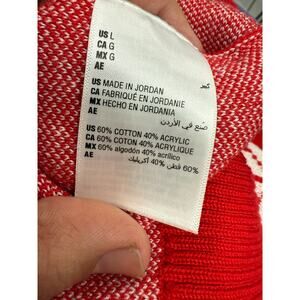 US L
CA G
MX G
AE
كبير
US MADE IN JORDAN
CA FABRIQUÉ EN JORDANIE
MX HECHO EN JORDANIA
AE
صنع في الأردن
US 60% COTTON 40% ACRYLIC
CA 60% COTON 40% ACRYLIQUE
MX 60% algodón 40% acrílico
AE
60% قطن 40% اكريليك